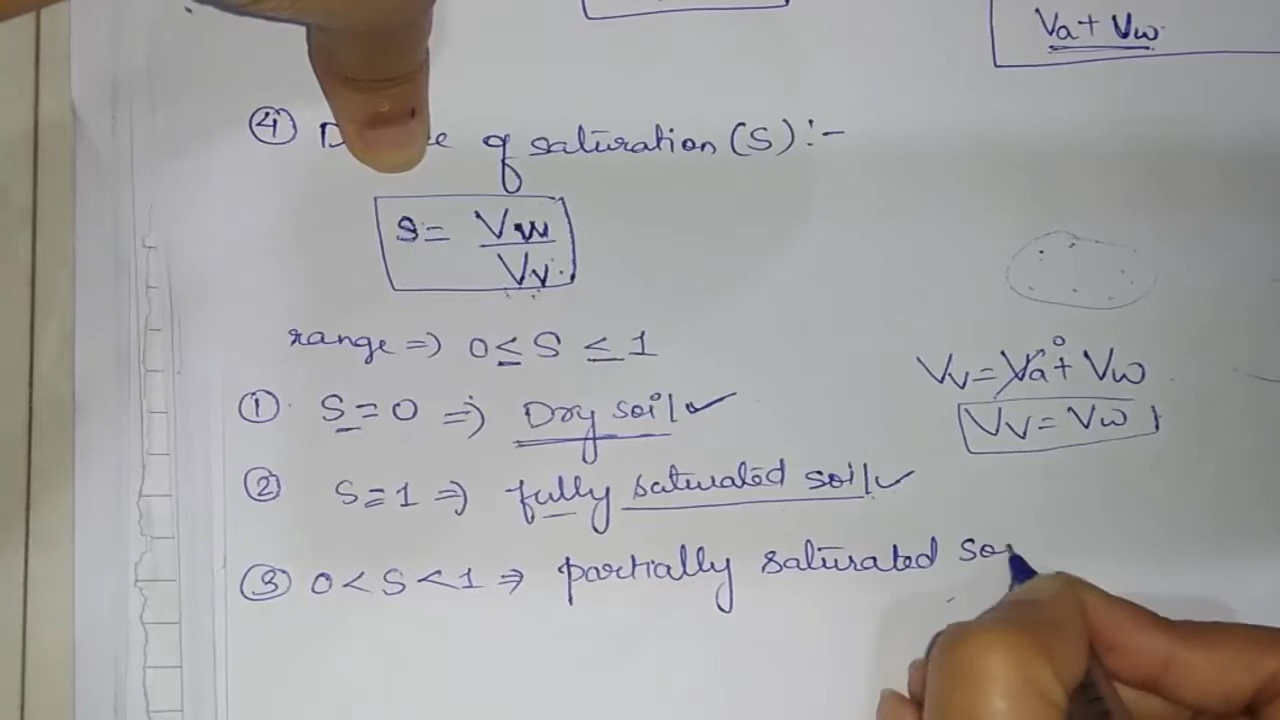 Va + Vw
④ of saturation (S) :-
S = Vw
Vv
range => 0 ≤ S ≤ 1
Vv = Va⁰ + Vw
Vv = Vw
① S = 0 => Dry soil ✓
② S = 1 => fully saturated soil ✓
③ 0 < S < 1 => partially saturated so